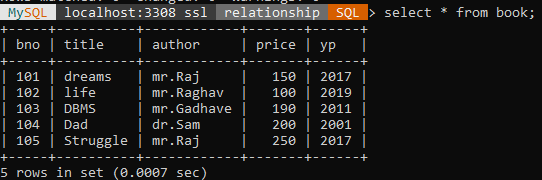 MySQL localhost:3308 ssl relationship SQL > select * from book;
+-----+----------+------------+-------+------+
| bno | title    | author     | price | yp   |
+-----+----------+------------+-------+------+
| 101 | dreams   | mr.Raj     |   150 | 2017 |
| 102 | life     | mr.Raghav  |   100 | 2019 |
| 103 | DBMS     | mr.Gadhave |   190 | 2011 |
| 104 | Dad      | dr.Sam     |   200 | 2001 |
| 105 | Struggle | mr.Raj     |   250 | 2017 |
+-----+----------+------------+-------+------+
5 rows in set (0.0007 sec)